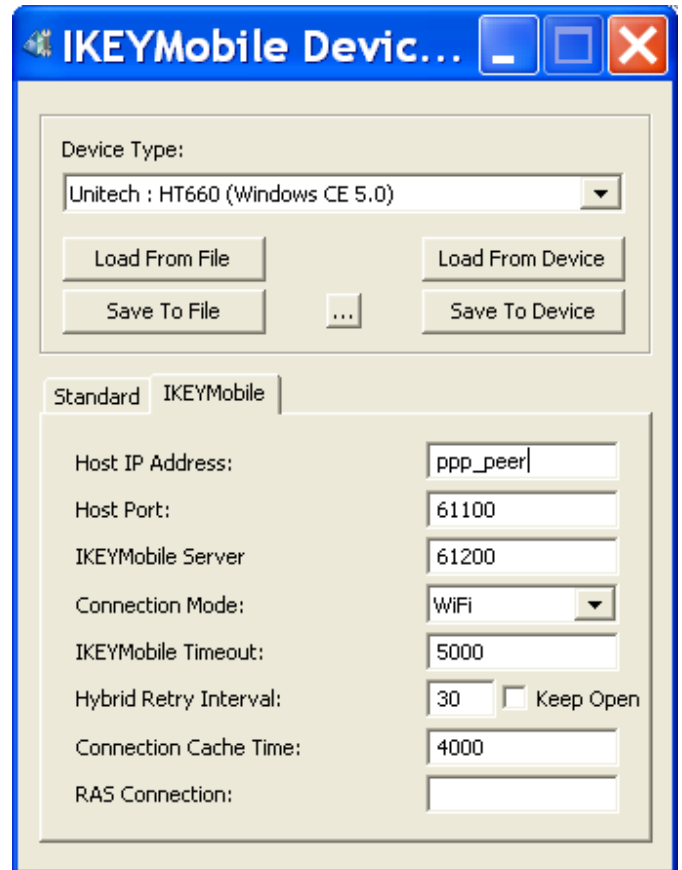 IKEYMobile Devic...
Device Type:
Unitech : HT660 (Windows CE 5.0)
Load From File Load From Device
Save To File ... Save To Device
Standard IKEYMobile
Host IP Address: ppp_peer
Host Port: 61100
IKEYMobile Server 61200
Connection Mode: WiFi
IKEYMobile Timeout: 5000
Hybrid Retry Interval: 30 Keep Open
Connection Cache Time: 4000
RAS Connection: